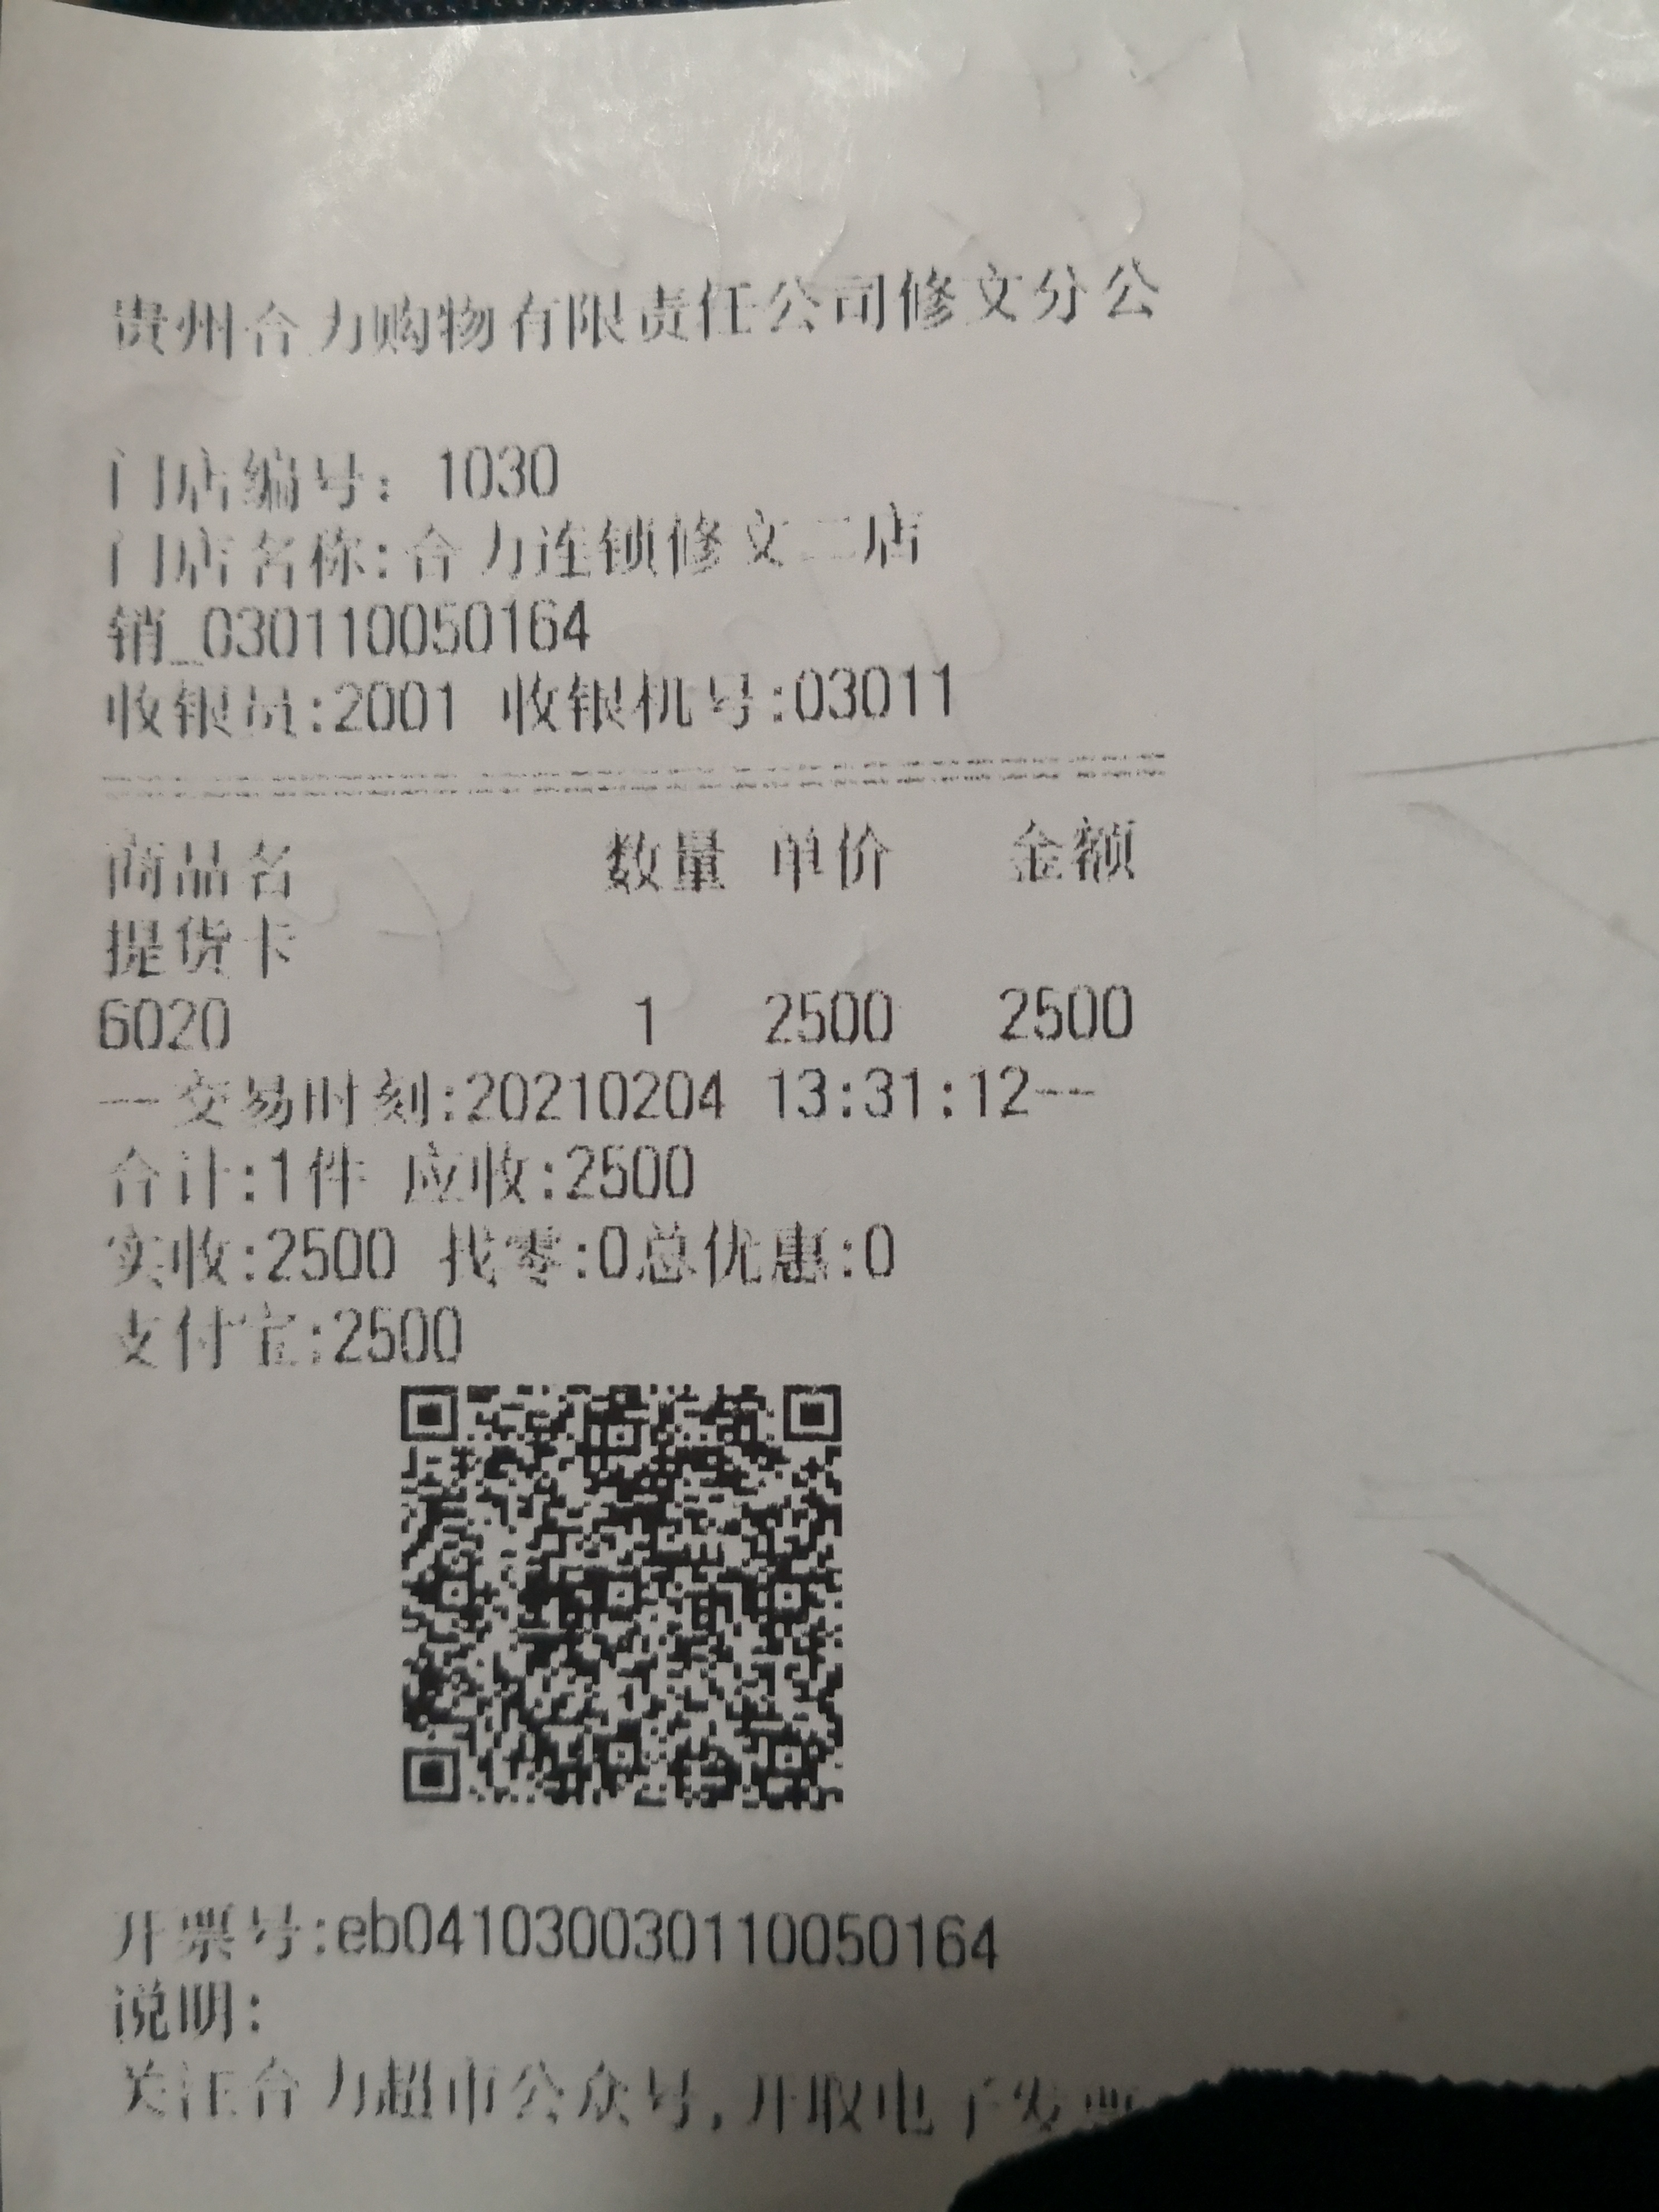 贵州合力购物有限责任公司修文分公
门店编号: 1030
门店名称:合力连锁修文二店
销_030110050164
收银员:2001 收银机号:03011
商品名 数量 单价 金额
提货卡
6020 1 2500 2500
--交易时刻:20210204 13:31:12--
合计:1件 应收:2500
实收:2500 找零:0总优惠:0
支付宝:2500
开票号:eb041030030110050164
说明:
关注合力超市公众号,开取电子发票